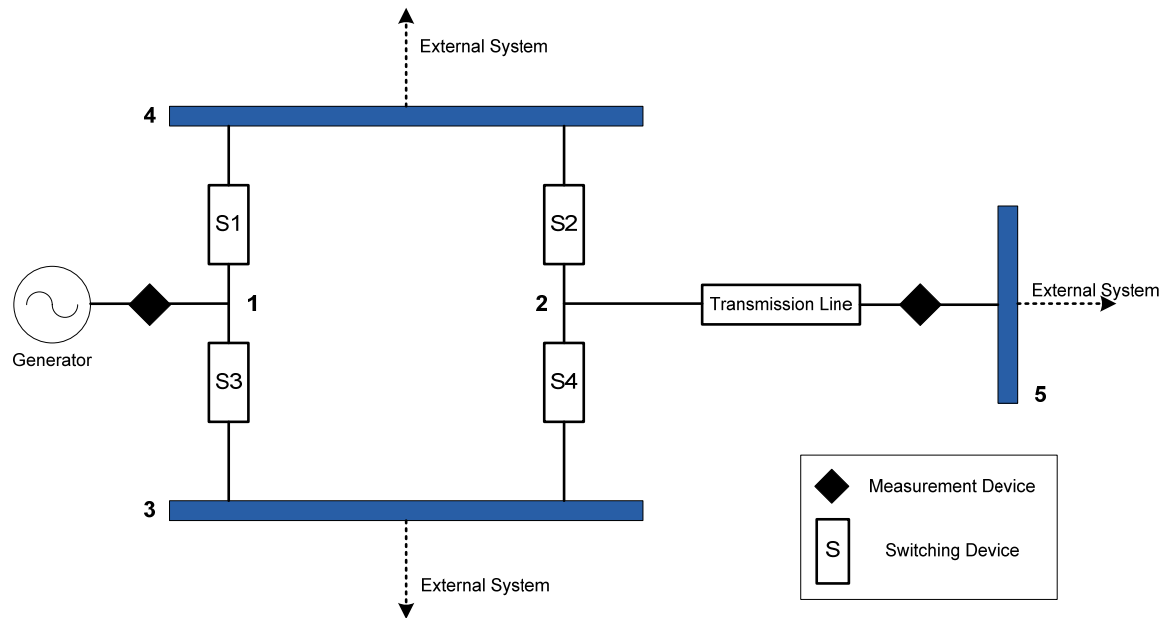 External System
4
S1
S2
1
2
Transmission Line
External System
Generator
S3
S4
5
3
Measurement Device
S
Switching Device
External System